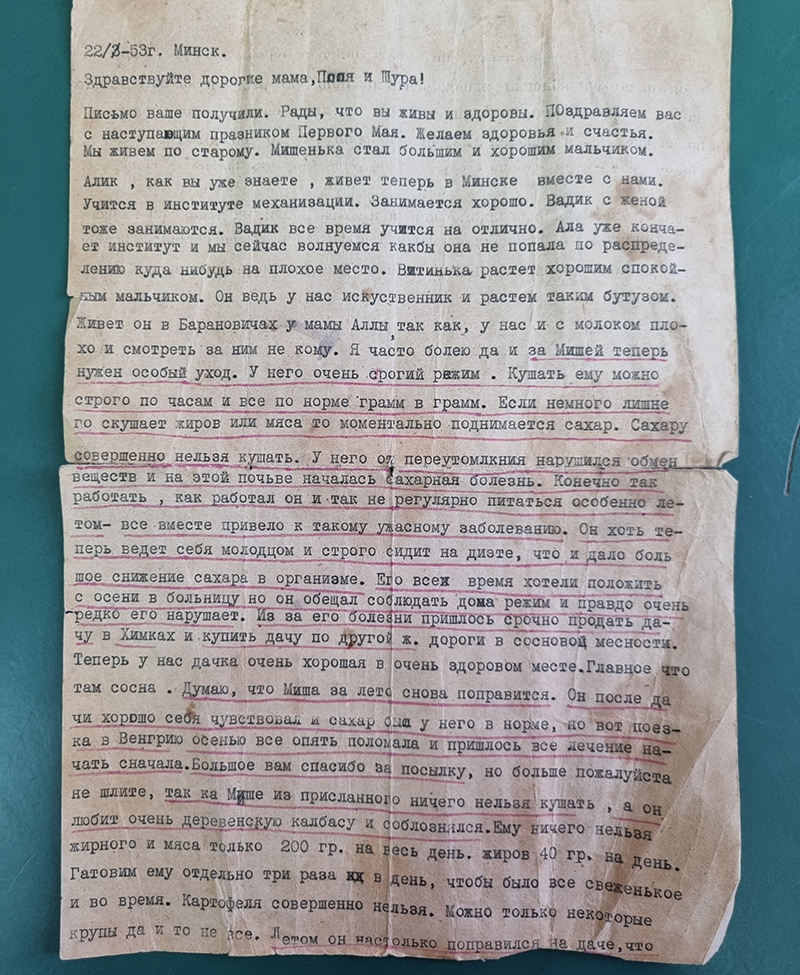 22/7-53г. Минск.
Здравствуйте дорогие мама,Поля и Шура!
Письмо ваше получили. Рады, что вы живы и здоровы. ПОздравляем вас
с наступающим празником Первого Мая. Желаем здоровья и счастья.
Мы живем по старому. Мишенька стал большим и хорошим мальчиком.
Алик , как вы уже знаете , живет теперь в Минске вместе с нами.
Учится в институте механизации. Занимается хорошо. Вадик с женой
тоже занимаются. Вадик все время учится на отлично. Ала уже конча-
ет институт и мы сейчас волнуемся какбы она не попала по распреде-
лению куда нибудь на плохое место. Витинька растет хорошим спокой-
ным мальчиком. Он ведь у нас искуственник и растем таким бутузом.
Живет он в Барановичах у мамы Аллы,так как, у нас и с молоком пло-
хо и смотреть за ним не кому. Я часто болею да и за Мишей теперь
нужен особый уход. У него очень срогий режим . Кушать ему можно
строго по часам и все по норме грамм в грамм. Если немного лишне
го скушает жиров или мяса то моментально поднимается сахар. Сахару
совершенно нельзя кушать. У него от переутомлкния нарушился обмен
веществ и на этой почьве началась сахарная болезнь. Конечно так
работать , как работал он и так не регулярно питаться особенно ле-
том- все вместе привело к такому ужасному заболеванию. Он хоть те-
перь ведет себя молодцом и строго сидит на диэте, что и дало боль
шое снижение сахара в организме. Его всех время хотели положить
с осени в больницу но он обещал соблюдать дома режим и правдо очень
редко его нарушает. Из за его болезни пришлось срочно продать да-
чу в Химках и купить дачу по другой ж. дороги в сосновой месности.
Теперь у нас дачка очень хорошая в очень здоровом месте.Главное что
там сосна . Думаю, что Миша за лето снова поправится. Он после да
чи хорошо себя чувствовал и сахар был у него в норме, но вот поез-
ка в Венгрию осенью все опять поломала и пришлось все лечение на-
чать сначала.Большое вам спасибо за посылку, но больше пожалуйста
не шлите, так ка Мише из присланного ничего нельзя кушать , а он
любит очень деревенскую калбасу и соблознялся.Ему ничего нельзя
жирного и мяса только 200 гр. на весь день. жиров 40 гр. на день.
Гатовим ему отдельно три раза в день, чтобы было все свеженькое
и во время. Картофеля совершенно нельзя. Можно только некоторые
крупы да и то не все. Летом он настолько поправился на даче,что